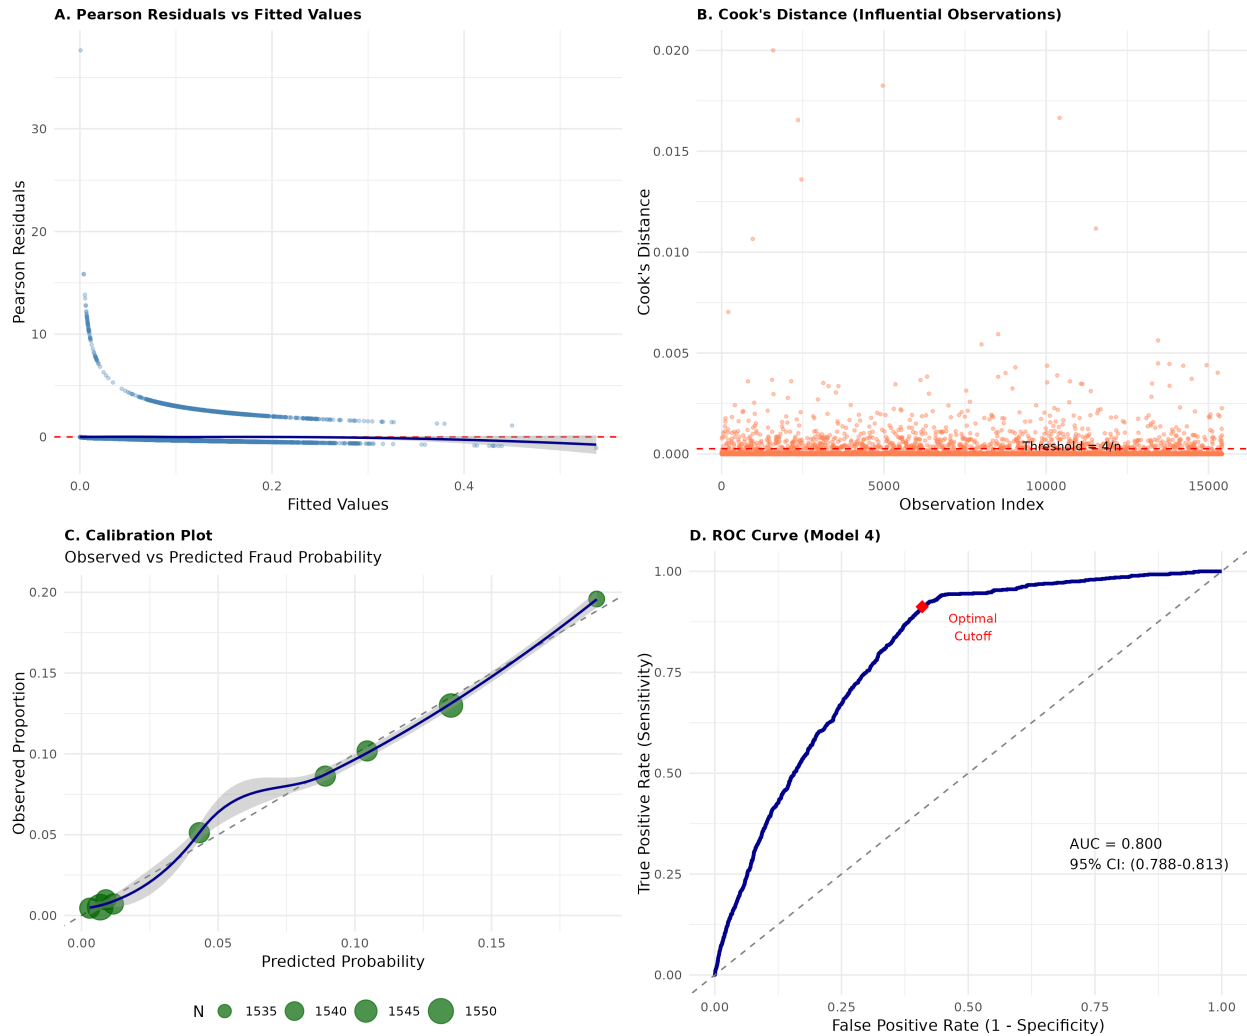 A. Pearson Residuals vs Fitted Values
Pearson Residuals
30
20
10
0
0.0 0.2 0.4
Fitted Values
B. Cook's Distance (Influential Observations)
Cook's Distance
0.020
0.015
0.010
0.005
0.000
Threshold = 4/n
0 5000 10000 15000
Observation Index
C. Calibration Plot
Observed vs Predicted Fraud Probability
Observed Proportion
0.20
0.15
0.10
0.05
0.00
0.00 0.05 0.10 0.15
Predicted Probability
N 1535 1540 1545 1550
D. ROC Curve (Model 4)
True Positive Rate (Sensitivity)
1.00
0.75
0.50
0.25
0.00
Optimal
Cutoff
AUC = 0.800
95% CI: (0.788-0.813)
0.00 0.25 0.50 0.75 1.00
False Positive Rate (1 - Specificity)